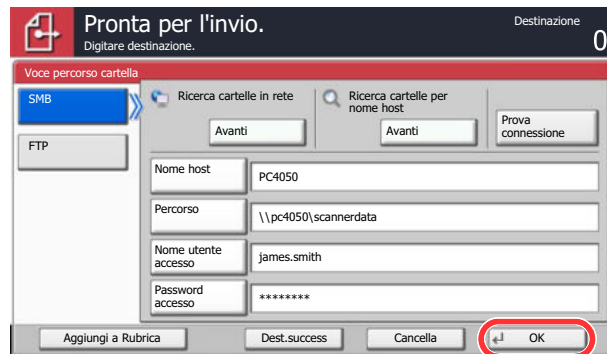 Pronta per l'invio.
Digitare destinazione.
Destinazione
0
Voce percorso cartella
SMB
FTP
Ricerca cartelle in rete
Avanti
Ricerca cartelle per
nome host
Avanti
Prova
connessione
Nome host
PC4050
Percorso
\\pc4050\scannerdata
Nome utente
accesso
james.smith
Password
accesso
********
Aggiungi a Rubrica
Dest.success
Cancella
OK